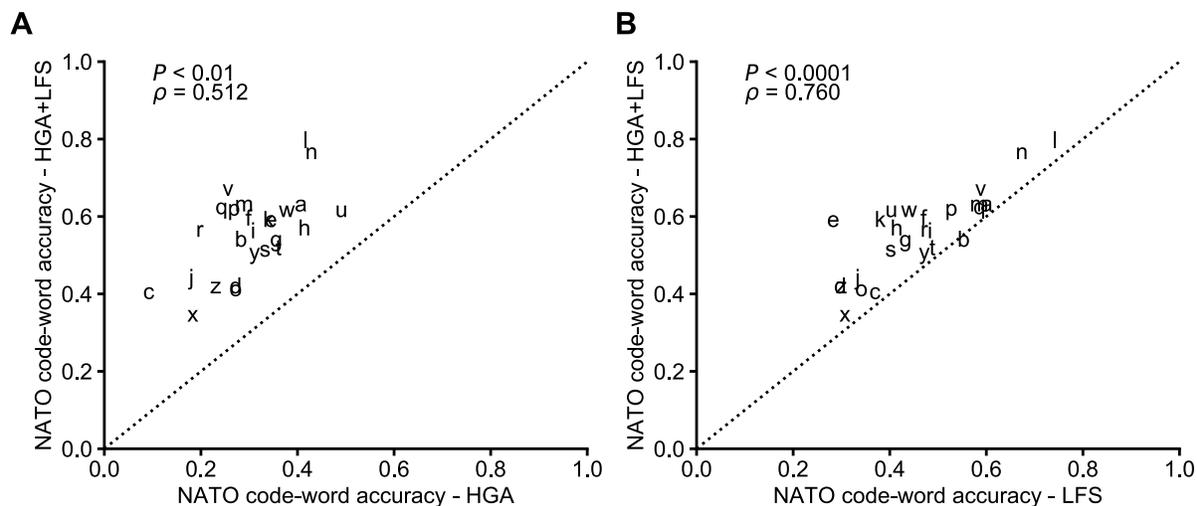 A
B
NATO code-word accuracy - HGA+LFS
1.0
0.8
0.6
0.4
0.2
0.0
P < 0.01
ρ = 0.512
l
n
v
q p m
w a u
r f k e h
i
b g
y s t
j
c z d o
x
0.0 0.2 0.4 0.6 0.8 1.0
NATO code-word accuracy - HGA
NATO code-word accuracy - HGA+LFS
1.0
0.8
0.6
0.4
0.2
0.0
P < 0.0001
ρ = 0.760
l
n
v
m a
q
u w p
e k f
h r i
g b
s y t
j
z d o c
x
0.0 0.2 0.4 0.6 0.8 1.0
NATO code-word accuracy - LFS